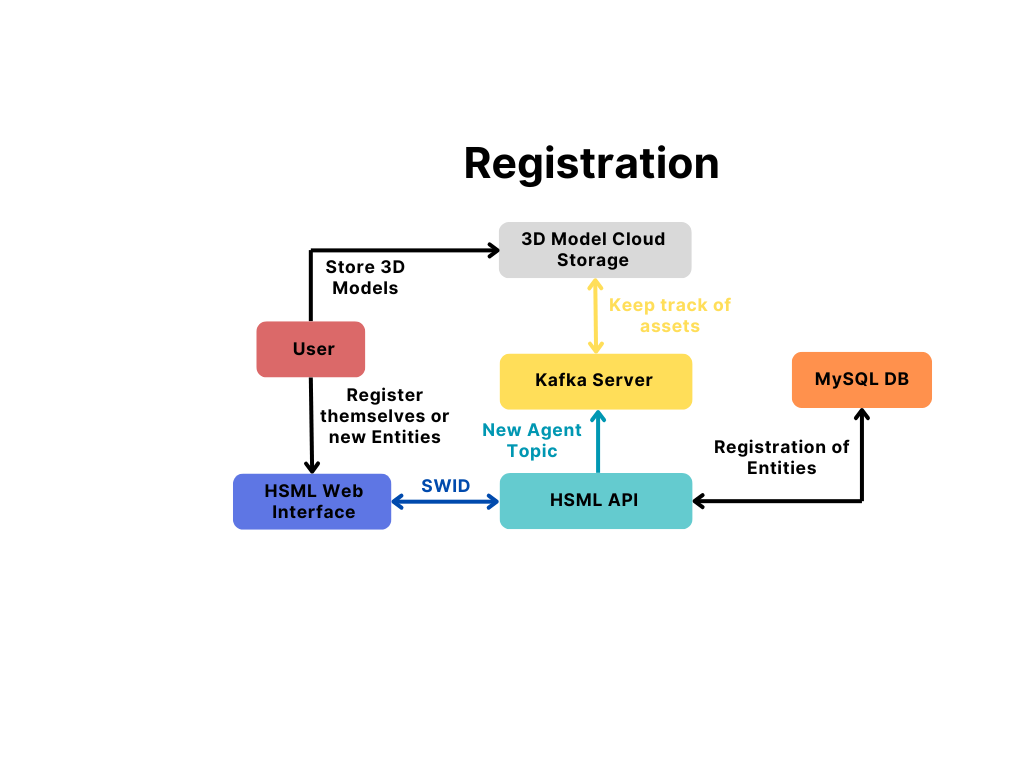 Registration
3D Model Cloud
Storage
Store 3D
Models
Keep track of
assets
User
Kafka Server
MySQL DB
Register
themselves or
new Entities
New Agent
Topic
Registration of
Entities
HSML Web
Interface
SWID
HSML API